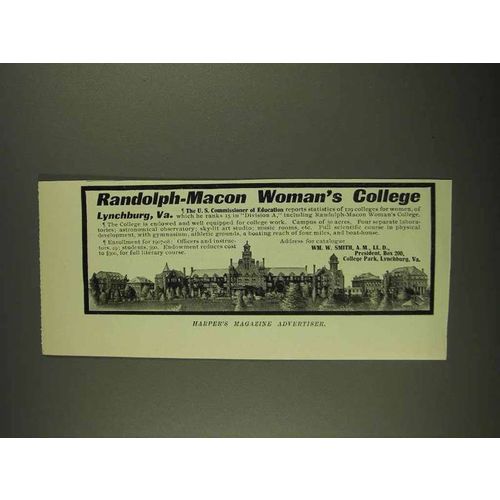 Randolph-Macon Woman's College
Lynchburg, Va. ¶ The U. S. Commissioner of Education reports statistics of 129 colleges for women, of
which he ranks 15 in "Division A," including Randolph-Macon Woman's College.
¶ The College is endowed and well equipped for college work. Campus of 50 acres. Four separate labora-
tories; astronomical observatory; sky-lit art studio; music rooms, etc. Full scientific course in physical
development, with gymnasium, athletic grounds, a boating reach of four miles, and boat-house.
¶ Enrollment for 1907-8: Officers and instruc-
tors, students, Endowment reduces cost
to $300, for full literary course.
Address for catalogue
WM. W. SMITH, A.M., LL.D.,
President, Box 200,
College Park, Lynchburg, Va.
HARPER'S MAGAZINE ADVERTISER.